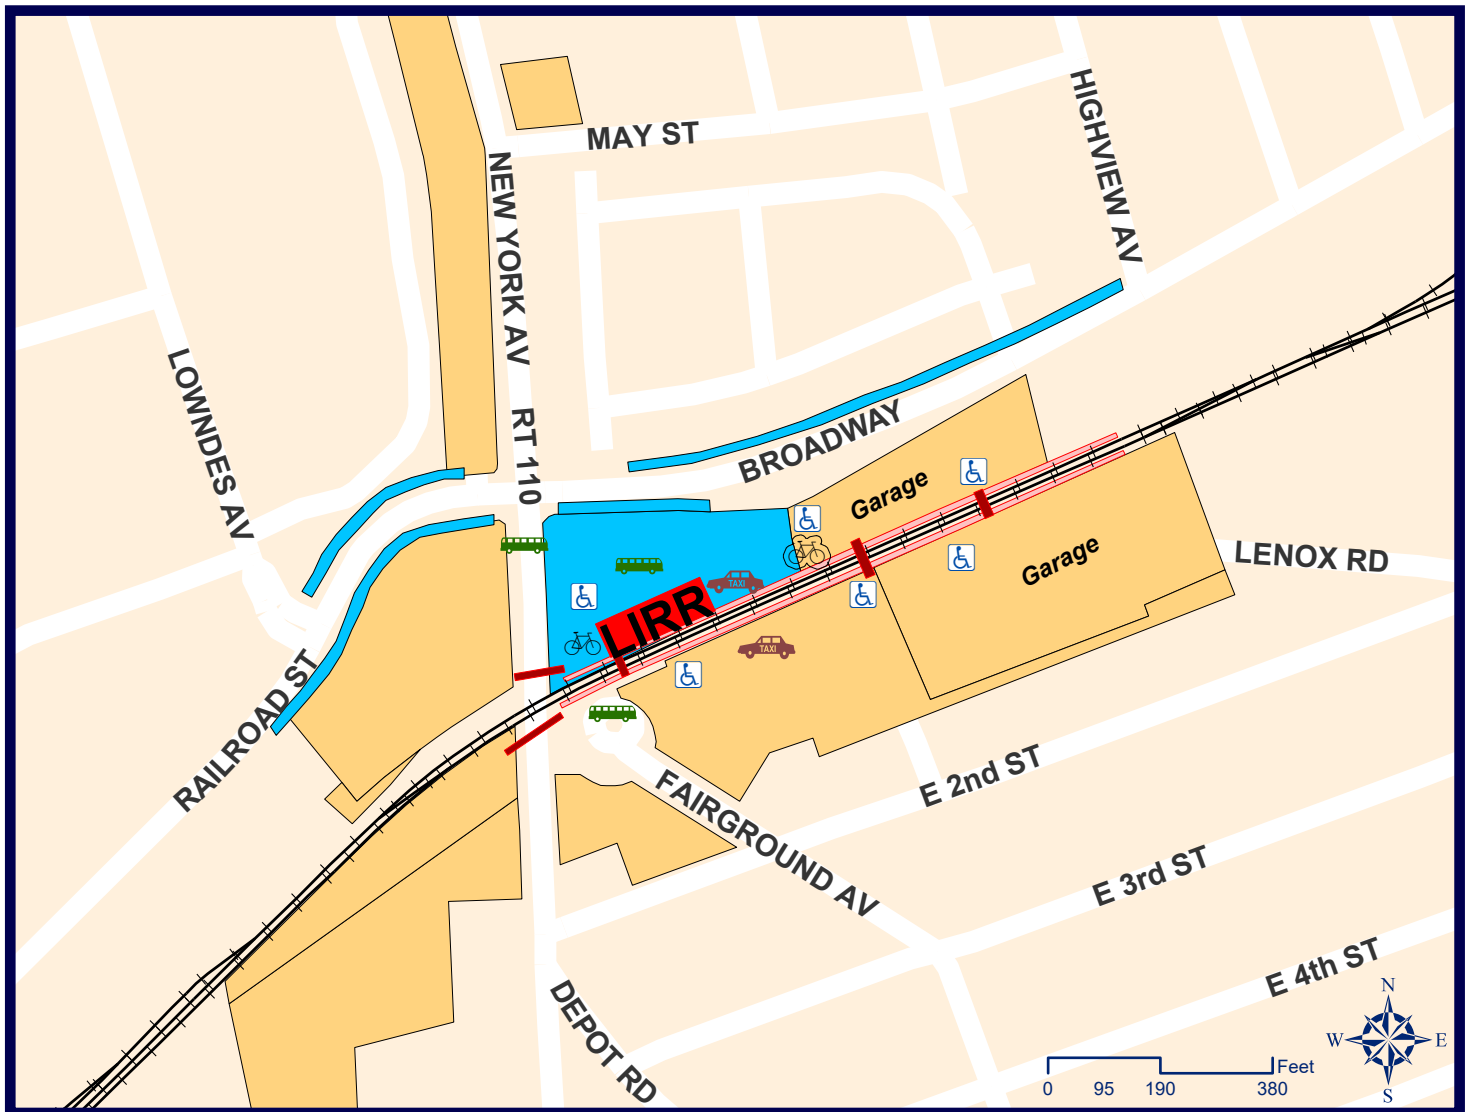 MAY ST
HIGHVIEW AV
NEW YORK AV
RT 110
LOWNDES AV
BROADWAY
Garage
Garage
LENOX RD
TAXI
LIRR
TAXI
RAILROAD ST
FAIRGROUND AV
E 2nd ST
E 3rd ST
E 4th ST
DEPOT RD
N
W
E
S
Feet
0 95 190 380